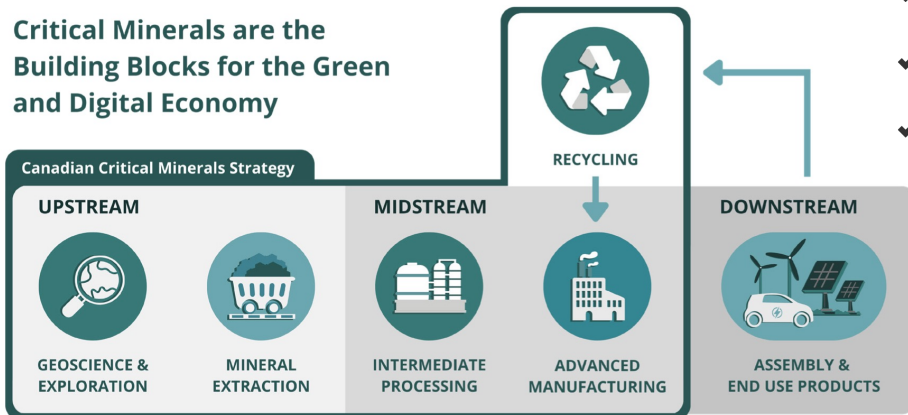 Critical Minerals are the
Building Blocks for the Green
and Digital Economy
RECYCLING
Canadian Critical Minerals Strategy
UPSTREAM
MIDSTREAM
DOWNSTREAM
GEOSCIENCE &
EXPLORATION
MINERAL
EXTRACTION
INTERMEDIATE
PROCESSING
ADVANCED
MANUFACTURING
ASSEMBLY &
END USE PRODUCTS